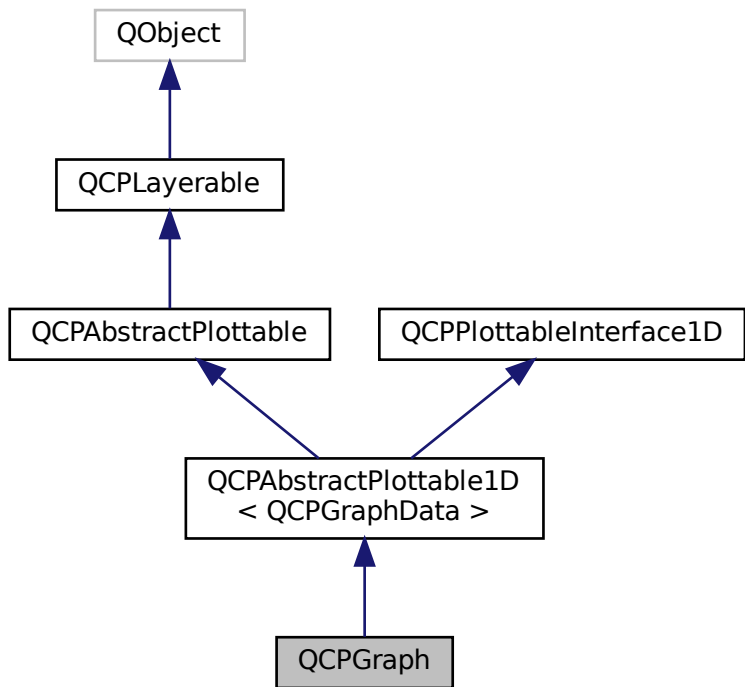 QObject
QCPLayerable
QCPAbstractPlottable
QCPPlottableInterface1D
QCPAbstractPlottable1D
< QCPGraphData >
QCPGraph